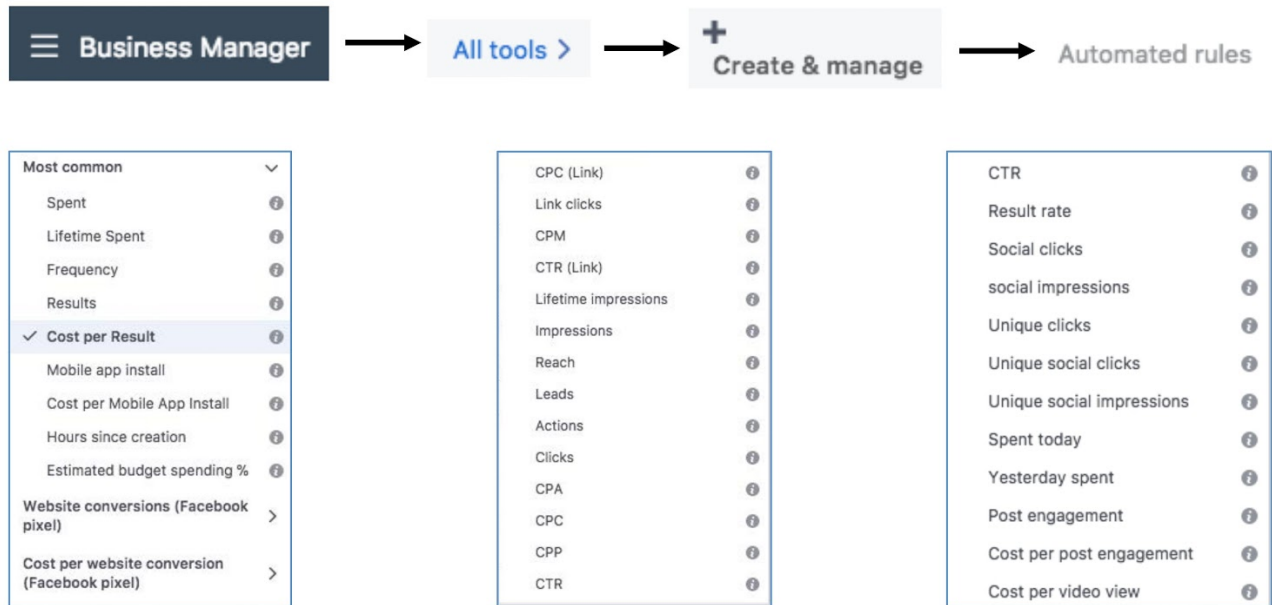 Business Manager
All tools >
+
Create & manage
Automated rules
Most common
Spent
Lifetime Spent
Frequency
Results
Cost per Result
Mobile app install
Cost per Mobile App Install
Hours since creation
Estimated budget spending %
Website conversions (Facebook
pixel)
Cost per website conversion
(Facebook pixel)
CPC (Link)
Link clicks
CPM
CTR (Link)
Lifetime impressions
Impressions
Reach
Leads
Actions
Clicks
CPA
CPC
CPP
CTR
CTR
Result rate
Social clicks
social impressions
Unique clicks
Unique social clicks
Unique social impressions
Spent today
Yesterday spent
Post engagement
Cost per post engagement
Cost per video view